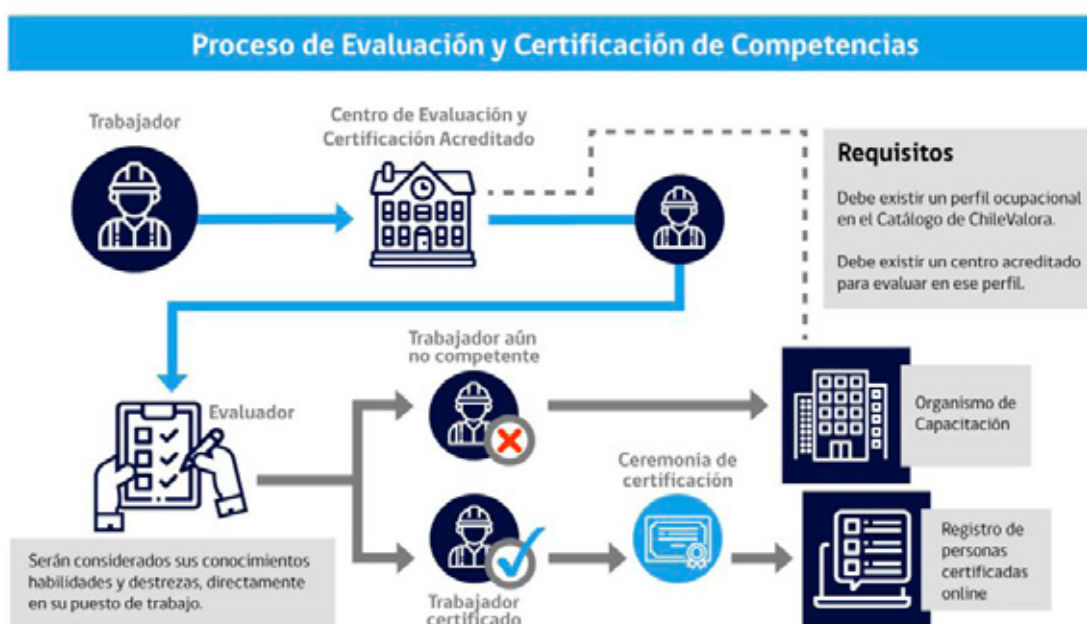 Proceso de Evaluación y Certificación de Competencias
Trabajador
Centro de Evaluación y
Certificación Acreditado
Requisitos
Debe existir un perfil ocupacional
en el Catálogo de ChileValora.
Debe existir un centro acreditado
para evaluar en ese perfil.
Trabajador aún
no competente
Evaluador
Organismo de
Capacitación
Ceremonia de
certificación
Serán considerados sus conocimientos
habilidades y destrezas, directamente
en su puesto de trabajo.
Trabajador
certificado
Registro de
personas
certificadas
online